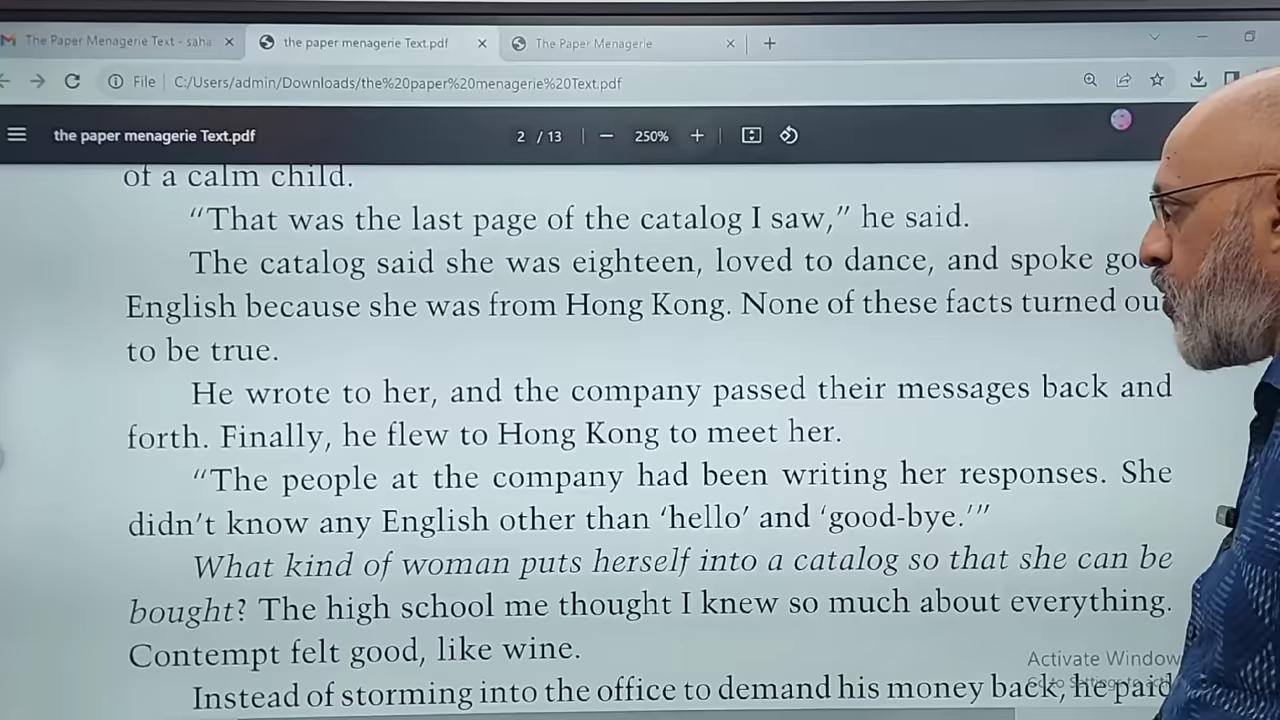 The Paper Menagerie Text - saha
the paper menagerie Text.pdf
The Paper Menagerie
File C:/Users/admin/Downloads/the%20paper%20menagerie%20Text.pdf
the paper menagerie Text.pdf 2 / 13 250%
of a calm child.
“That was the last page of the catalog I saw,” he said.
The catalog said she was eighteen, loved to dance, and spoke
English because she was from Hong Kong. None of these facts turned out
to be true.
He wrote to her, and the company passed their messages back and
forth. Finally, he flew to Hong Kong to meet her.
“The people at the company had been writing her responses. She
didn’t know any English other than ‘hello’ and ‘good-bye.’”
What kind of woman puts herself into a catalog so that she can be
bought? The high school me thought I knew so much about everything.
Contempt felt good, like wine.
Instead of storming into the office to demand his money back, he paid
Activate Window
Go to Settings to